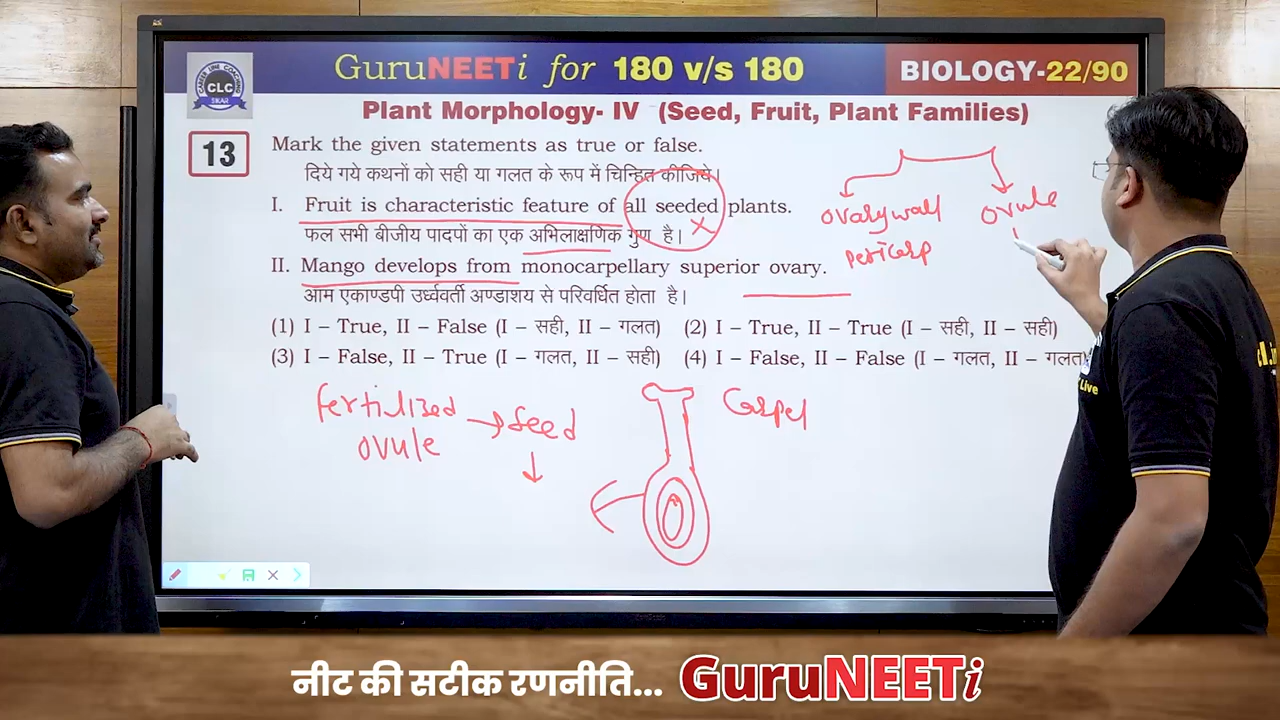 CAREER LINE COACHING
CLC
SIKAR
GuruNEETi for 180 v/s 180
BIOLOGY-22/90
Plant Morphology- IV (Seed, Fruit, Plant Families)
13
Mark the given statements as true or false.
दिये गये कथनों को सही या गलत के रूप में चिन्हित कीजिये।
I. Fruit is characteristic feature of all seeded plants.
फल सभी बीजीय पादपों का एक अभिलाक्षणिक गुण है।
II. Mango develops from monocarpellary superior ovary.
आम एकाण्डपी उर्ध्ववर्ती अण्डाशय से परिवर्धित होता है।
(1) I – True, II – False (I – सही, II – गलत) (2) I – True, II – True (I – सही, II – सही)
(3) I – False, II – True (I – गलत, II – सही) (4) I – False, II – False (I – गलत, II – गलत)
ovary wall ovule
pericarp
fertilized → seed
ovule
Carpel
Live
नीट की सटीक रणनीति... GuruNEETi